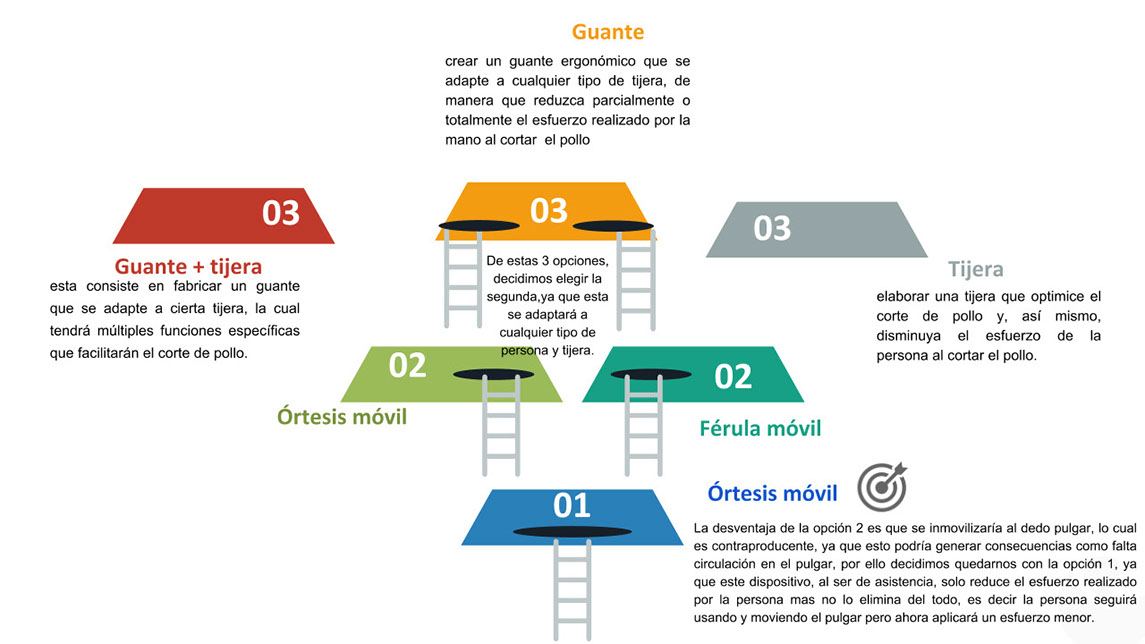 Guante
crear un guante ergonómico que se
adapte a cualquier tipo de tijera, de
manera que reduzca parcialmente o
totalmente el esfuerzo realizado por la
mano al cortar el pollo
03
Guante + tijera
esta consiste en fabricar un guante
que se adapte a cierta tijera, la cual
tendrá múltiples funciones específicas
que facilitarán el corte de pollo.
03
De estas 3 opciones,
decidimos elegir la
segunda,ya que esta
se adaptará a
cualquier tipo de
persona y tijera.
03
Tijera
elaborar una tijera que optimice el
corte de pollo y, así mismo,
disminuya el esfuerzo de la
persona al cortar el pollo.
02
Órtesis móvil
02
Férula móvil
01
Órtesis móvil
La desventaja de la opción 2 es que se inmovilizaría al dedo pulgar, lo cual
es contraproducente, ya que esto podría generar consecuencias como falta
circulación en el pulgar, por ello decidimos quedarnos con la opción 1, ya
que este dispositivo, al ser de asistencia, solo reduce el esfuerzo realizado
por la persona mas no lo elimina del todo, es decir la persona seguirá
usando y moviendo el pulgar pero ahora aplicará un esfuerzo menor.